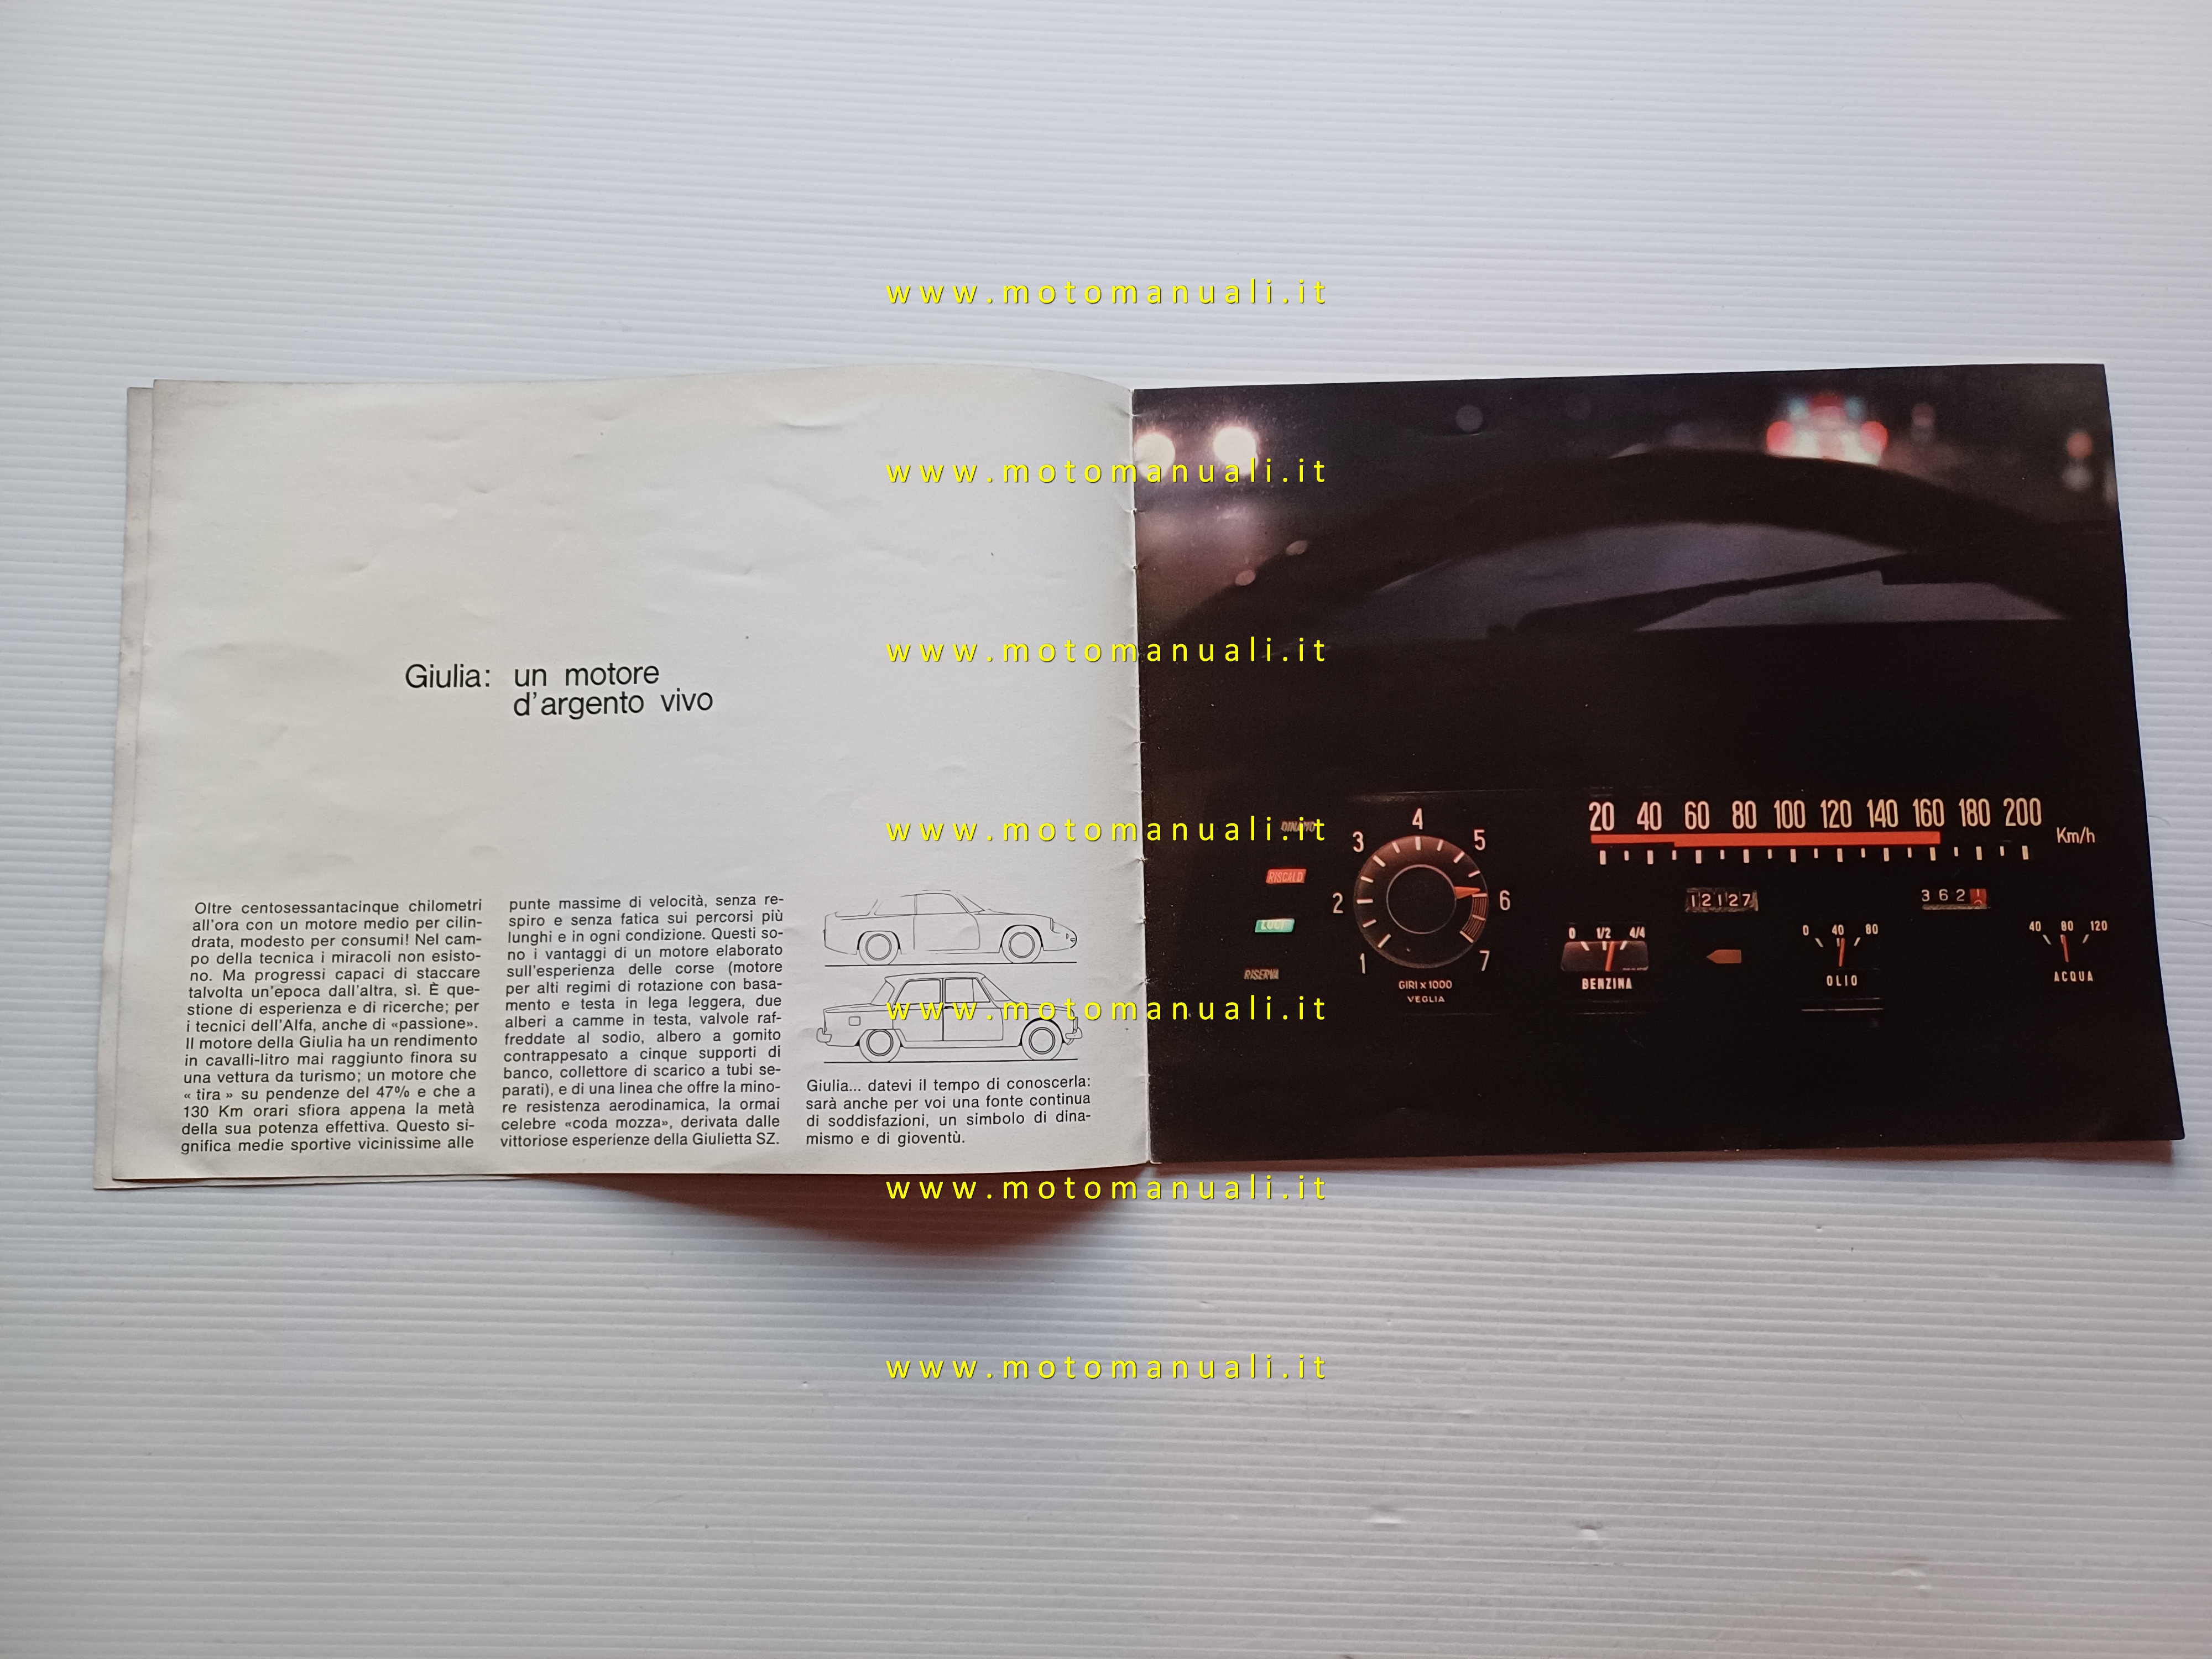 www.motomanuali.it
www.motomanuali.it
www.motomanuali.it
www.motomanuali.it
www.motomanuali.it
www.motomanuali.it
www.motomanuali.it
Giulia: un motore
d'argento vivo
Oltre centosessantacinque chilometri
all'ora con un motore medio per cilin-
drata, modesto per consumi! Nel cam-
po della tecnica i miracoli non esisto-
no. Ma progressi capaci di staccare
talvolta un'epoca dall'altra, sì. È que-
stione di esperienza e di ricerche; per
i tecnici dell'Alfa, anche di «passione».
Il motore della Giulia ha un rendimento
in cavalli-litro mai raggiunto finora su
una vettura da turismo; un motore che
« tira » su pendenze del 47% e che a
130 Km orari sfiora appena la metà
della sua potenza effettiva. Questo si-
gnifica medie sportive vicinissime alle
punte massime di velocità, senza re-
spiro e senza fatica sui percorsi più
lunghi e in ogni condizione. Questi so-
no i vantaggi di un motore elaborato
sull'esperienza delle corse (motore
per alti regimi di rotazione con basa-
mento e testa in lega leggera, due
alberi a camme in testa, valvole raf-
freddate al sodio, albero a gomito
contrappesato a cinque supporti di
banco, collettore di scarico a tubi se-
parati), e di una linea che offre la mino-
re resistenza aerodinamica, la ormai
celebre «coda mozza», derivata dalle
vittoriose esperienze della Giulietta SZ.
Giulia... datevi il tempo di conoscerla:
sarà anche per voi una fonte continua
di soddisfazioni, un simbolo di dina-
mismo e di gioventù.
DINAMO
RISCALD
LUCI
RISERVA
1 2 3 4 5 6 7
GIRI x 1000
VEGLIA
20 40 60 80 100 120 140 160 180 200
Km/h
12127
362
0 1/2 4/4
BENZINA
0 40 80
OLIO
40 80 120
ACQUA